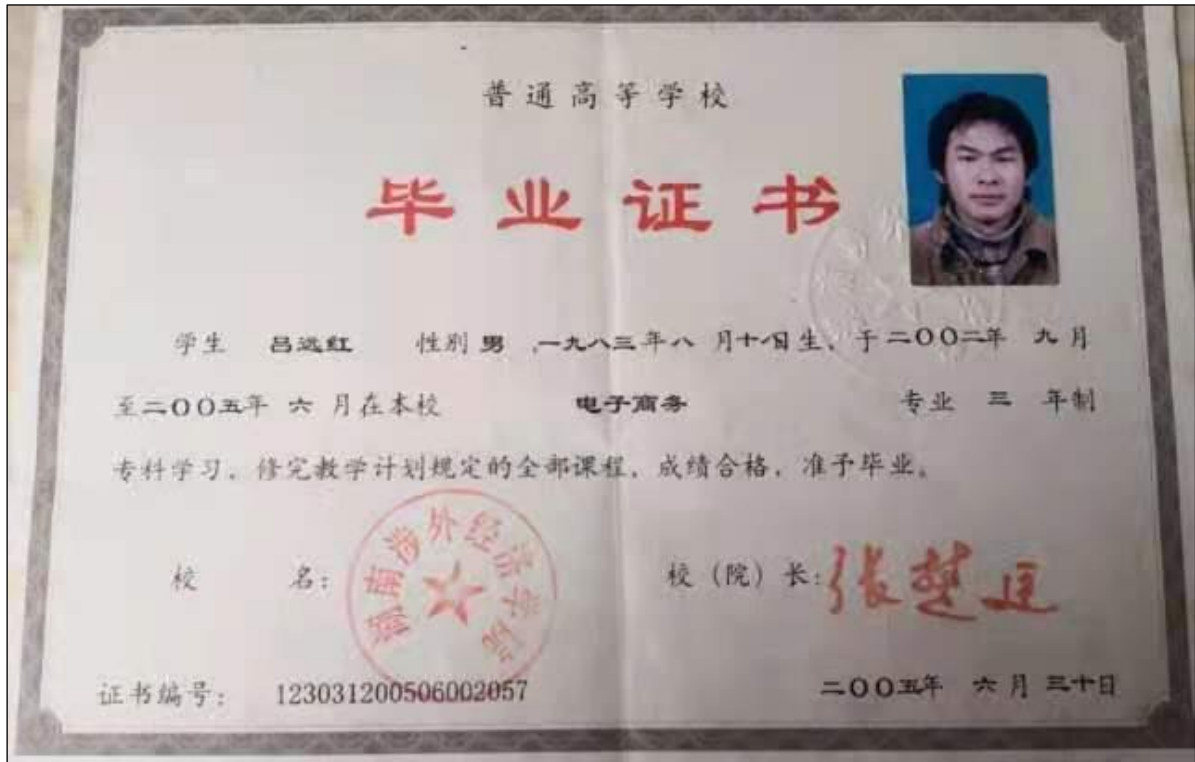 普通高等学校
毕业证书
学生 吕远红 性别 男 ,一九八三年八 月十八日生, 于二〇〇二年 九月
至二〇〇五年 六 月在本校 电子商务 专业 三 年制
专科学习, 修完教学计划规定的全部课程, 成绩合格, 准予毕业。
校 名: 湖南涉外经济学院 校(院)长: 张楚廷
证书编号: 123031200506002057 二〇〇五年 六月 三十日